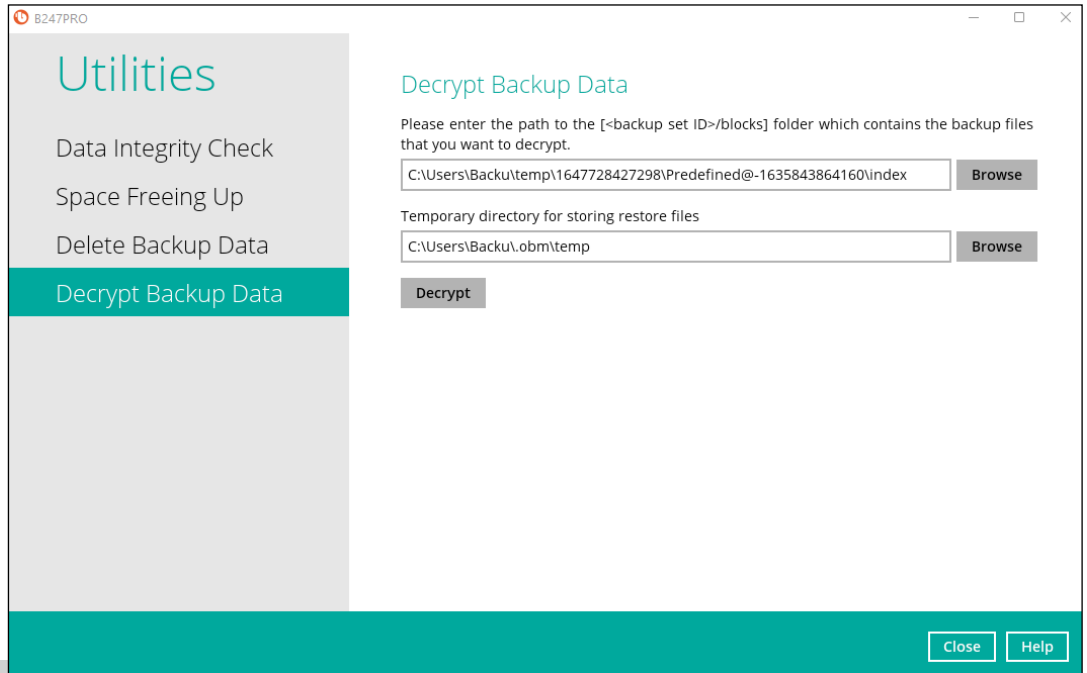 B247PRO
Utilities
Data Integrity Check
Space Freeing Up
Delete Backup Data
Decrypt Backup Data
Decrypt Backup Data
Please enter the path to the [<backup set ID>/blocks] folder which contains the backup files
that you want to decrypt.
C:\Users\Backu\temp\1647728427298\Predefined@-1635843864160\index
Browse
Temporary directory for storing restore files
C:\Users\Backu\.obm\temp
Browse
Decrypt
Close
Help